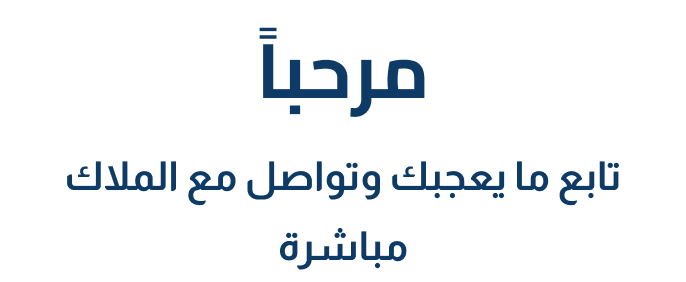 مرحباً
تابع ما يعجبك وتواصل مع الملاك
مباشرة